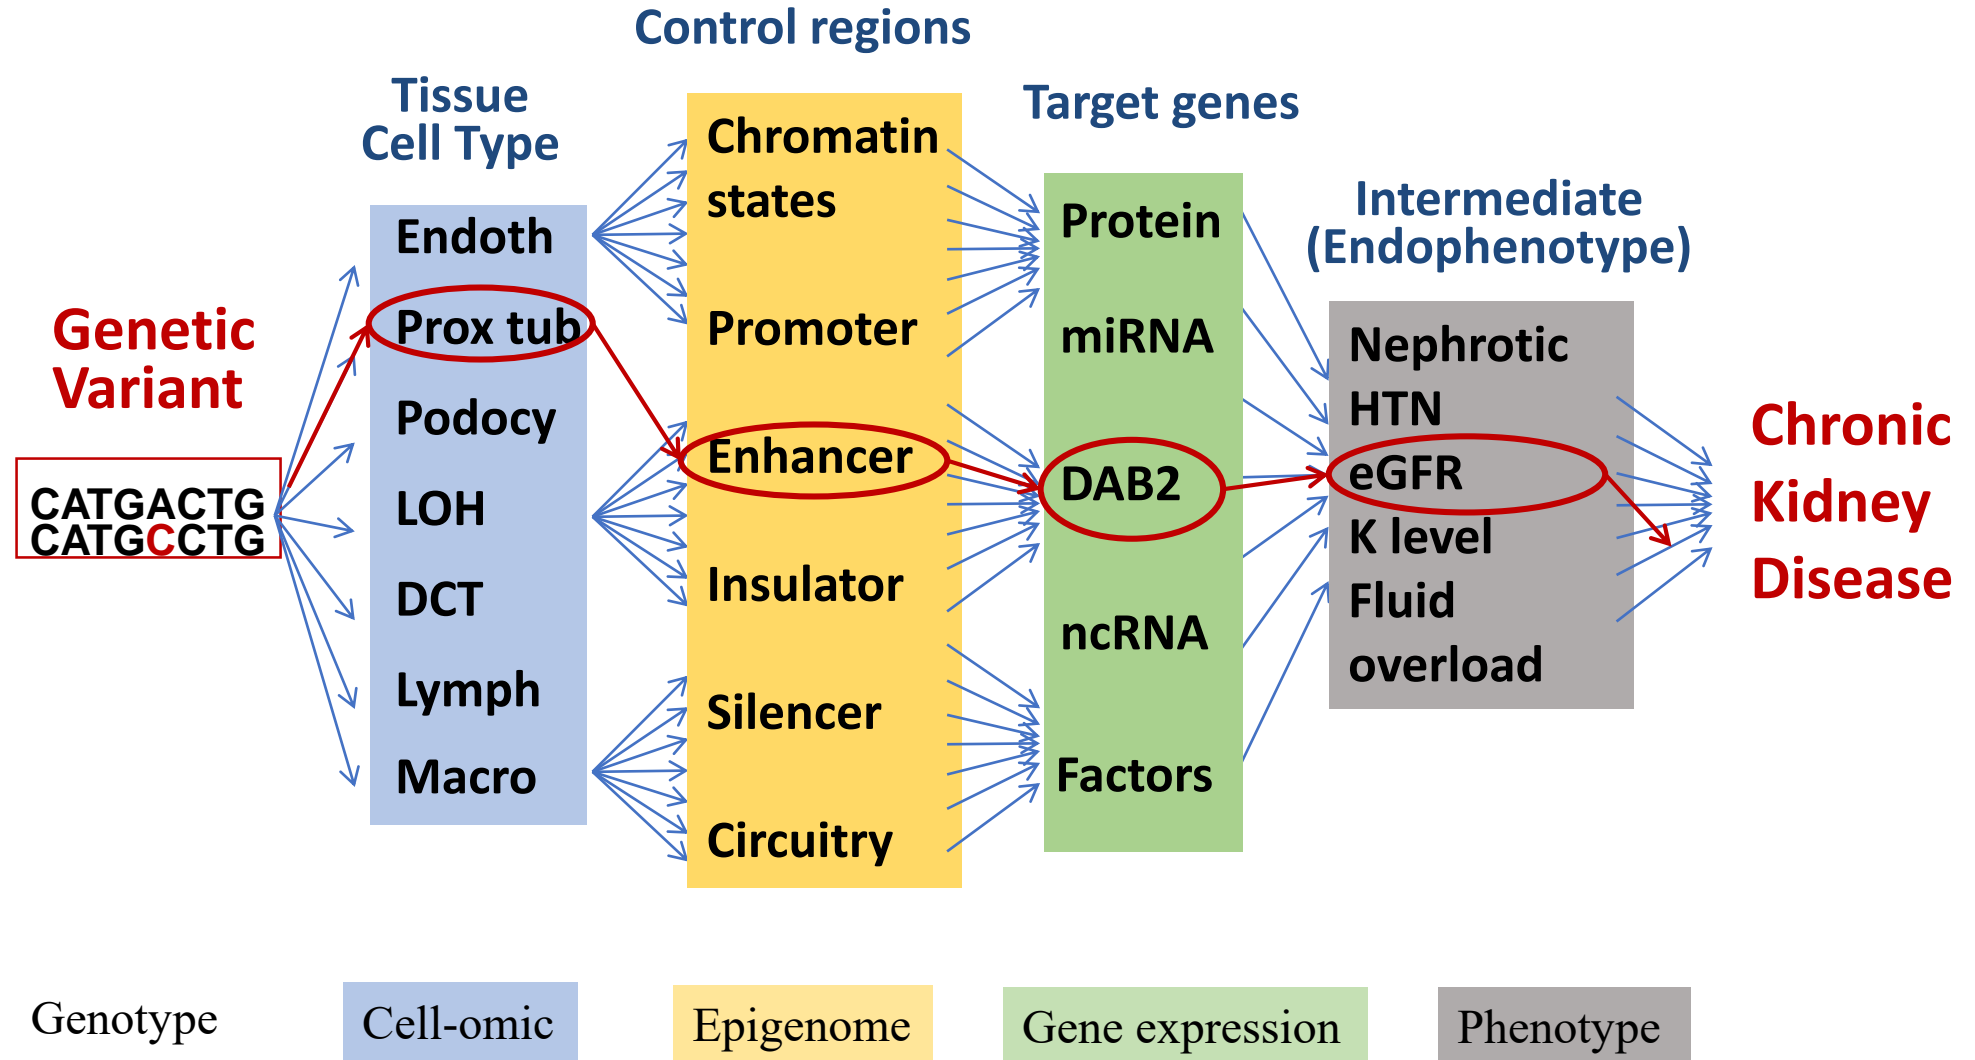 Control regions
Tissue
Cell Type
Target genes
Intermediate
(Endophenotype)
Genetic
Variant
CATGACTG
CATGCCTG
Endoth
Prox tub
Podocy
LOH
DCT
Lymph
Macro
Chromatin
states
Promoter
Enhancer
Insulator
Silencer
Circuitry
Protein
miRNA
DAB2
ncRNA
Factors
Nephrotic
HTN
eGFR
K level
Fluid
overload
Chronic
Kidney
Disease
Genotype
Cell-omic
Epigenome
Gene expression
Phenotype